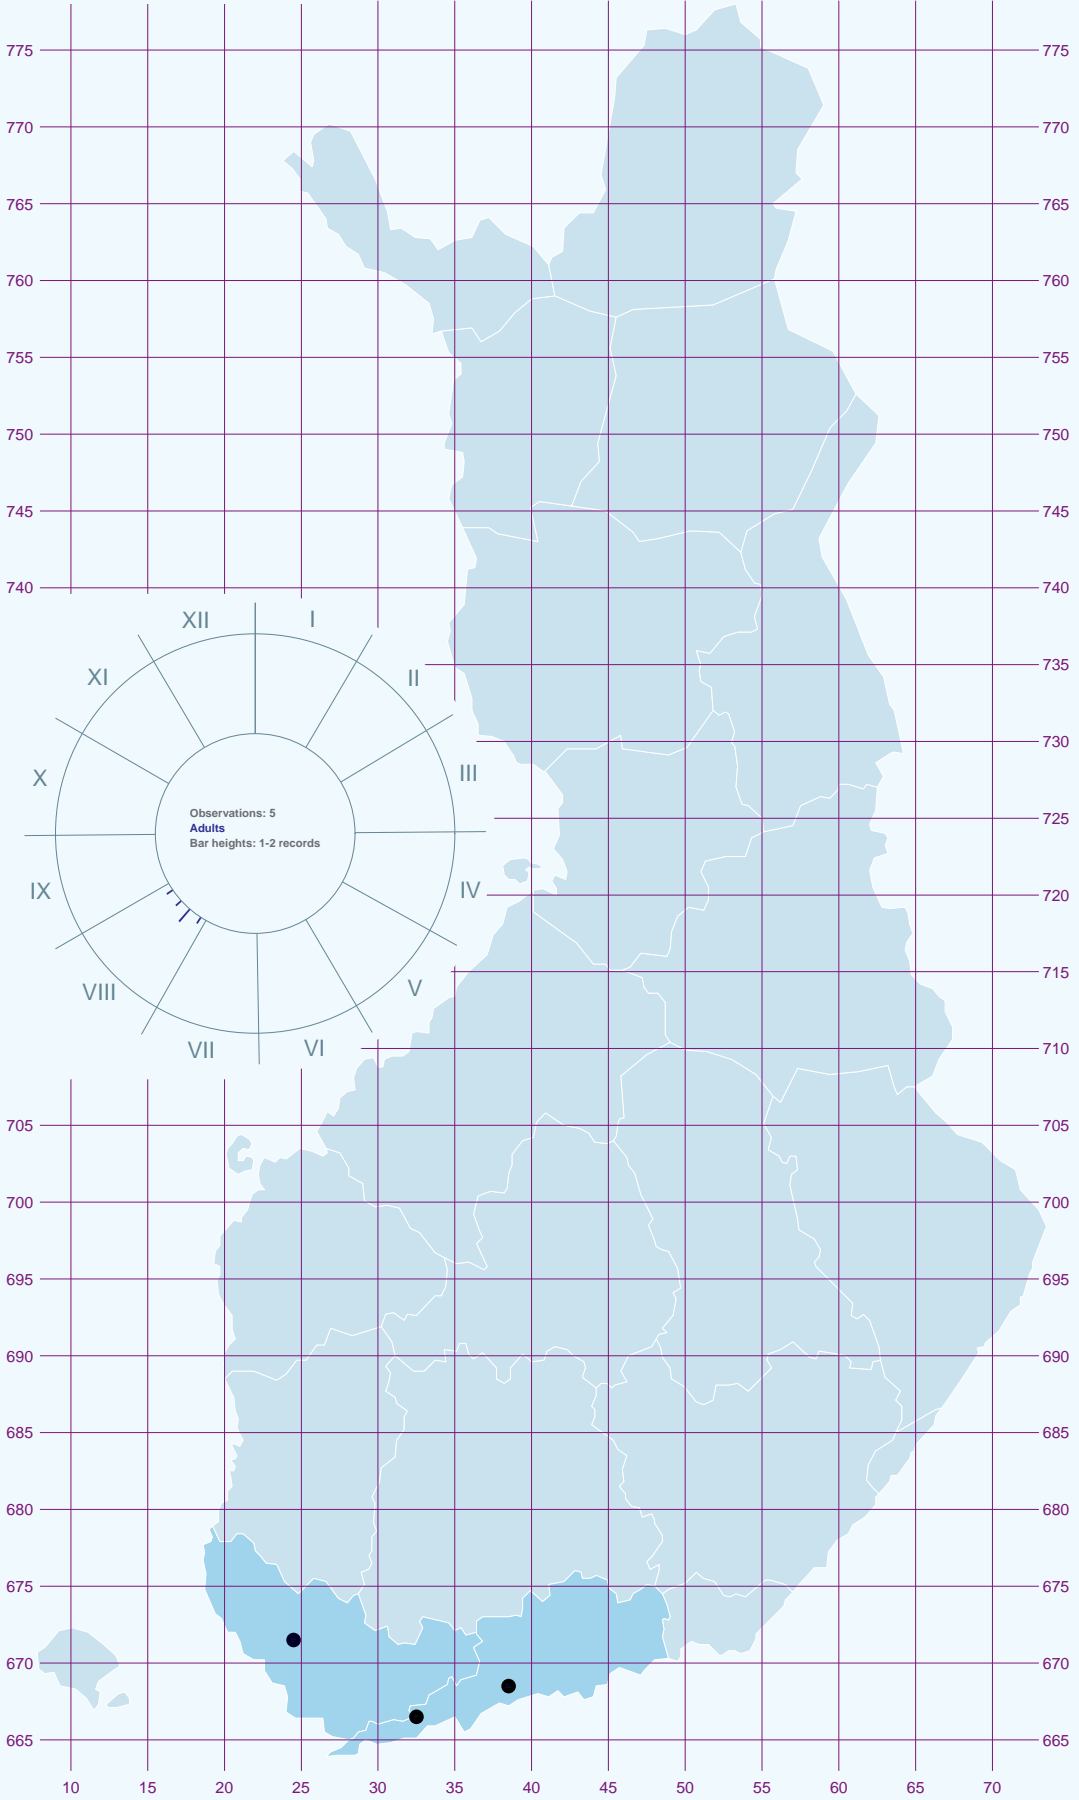 775 775
770 770
765 765
760 760
755 755
750 750
745 745
740 740
XII I
XI II
735
730
X III
725
Observations: 5
Adults
Bar heights: 1-2 records
IX IV
720
VIII V
715
VII VI
710
705 705
700 700
695 695
690 690
685 685
680 680
675 675
670 670
665 665
10 15 20 25 30 35 40 45 50 55 60 65 70